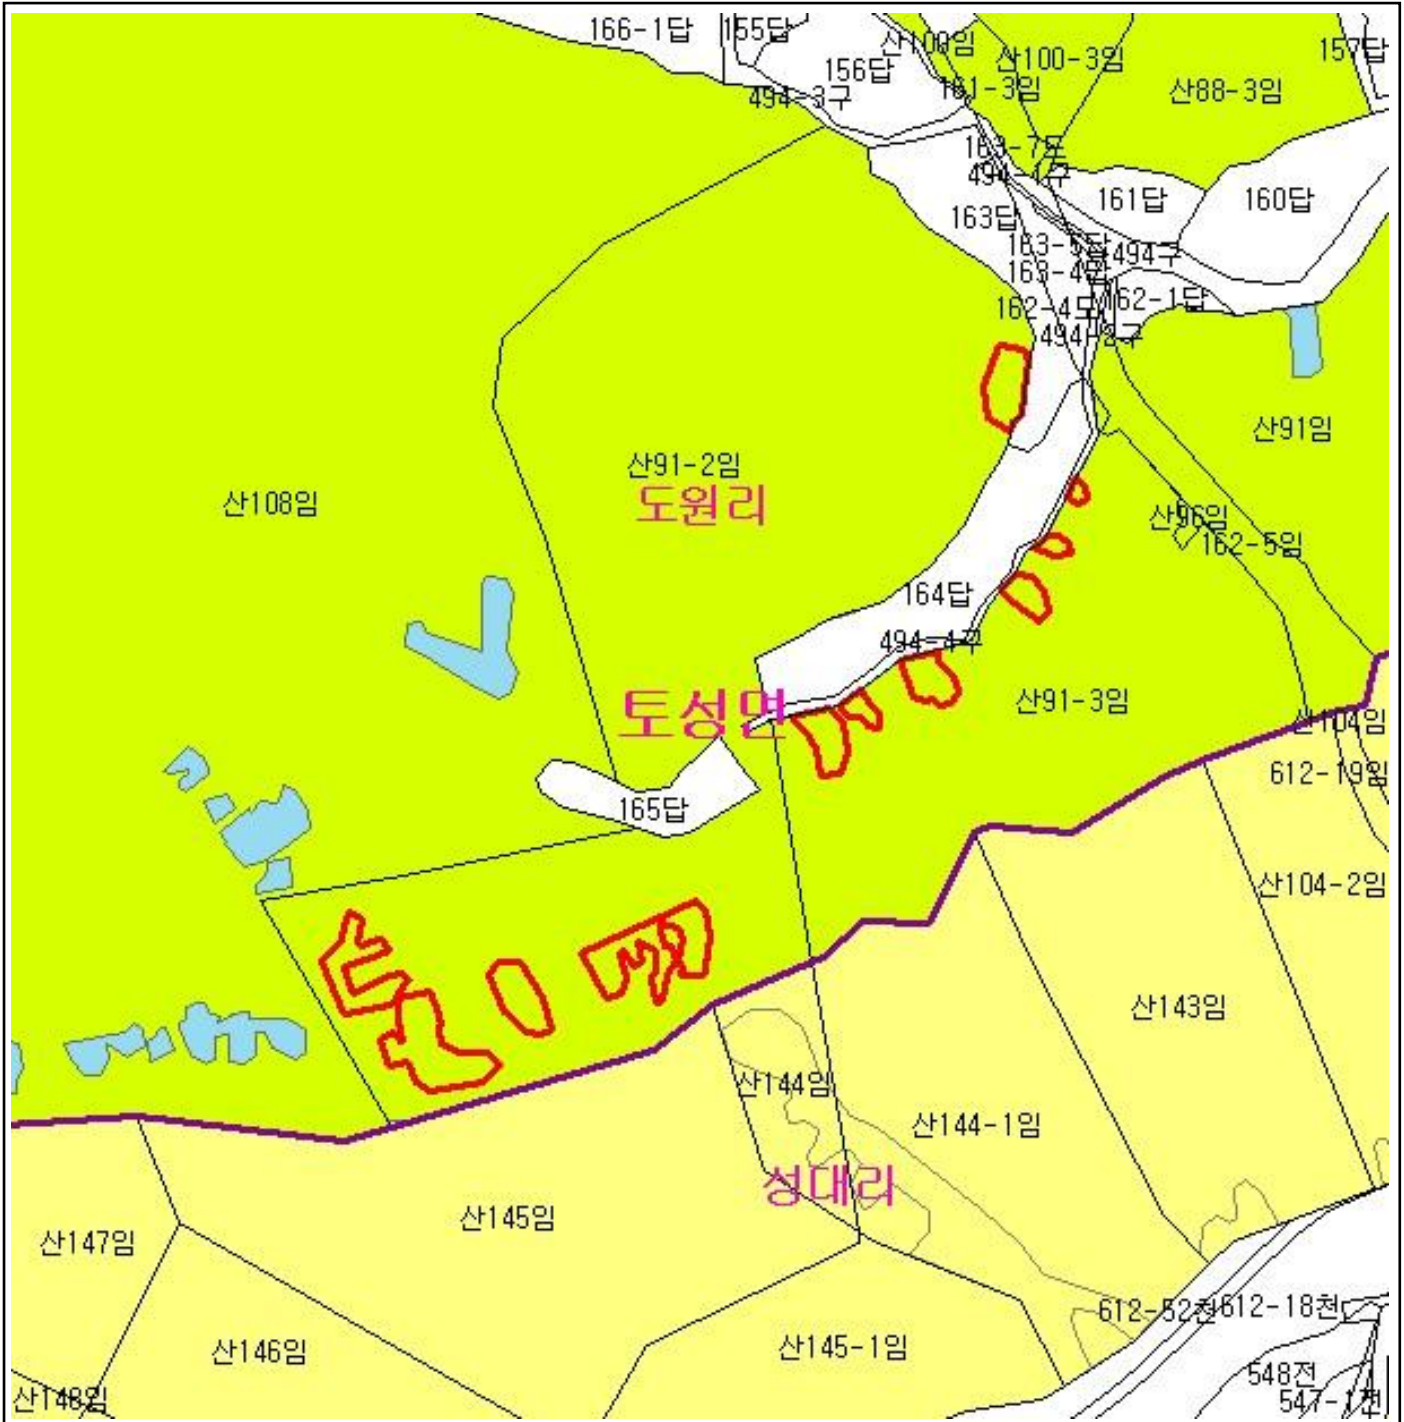 166-1답
155답
산100임
산100-3임
157답
156답
161-3임
산88-3임
494-3구
163-7도
494-1구
163답
161답
160답
494구
162-4도
162-1답
494-2구
산91임
산91-2임
도원리
산108임
산96임
162-5임
164답
494-4구
토성면
산91-3임
산104임
612-19임
165답
산104-2임
산143임
산144임
산144-1임
성대리
산145임
산147임
612-52천
612-18천
산146임
산145-1임
548전
547-1전
산148임